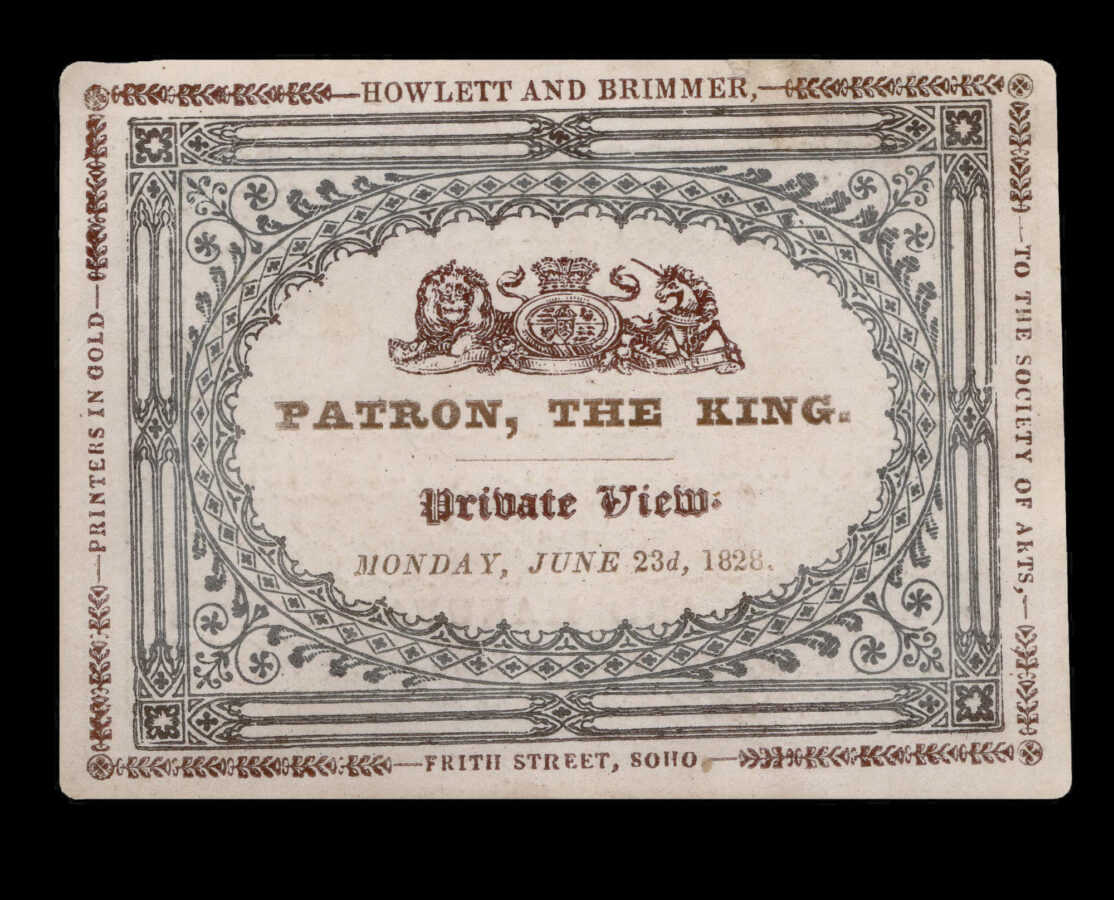 HOWLETT AND BRIMMER,
PRINTERS IN GOLD
TO THE SOCIETY OF ARTS,
PATRON, THE KING.
Private View:
MONDAY, JUNE 23d, 1828.
FRITH STREET, SOHO